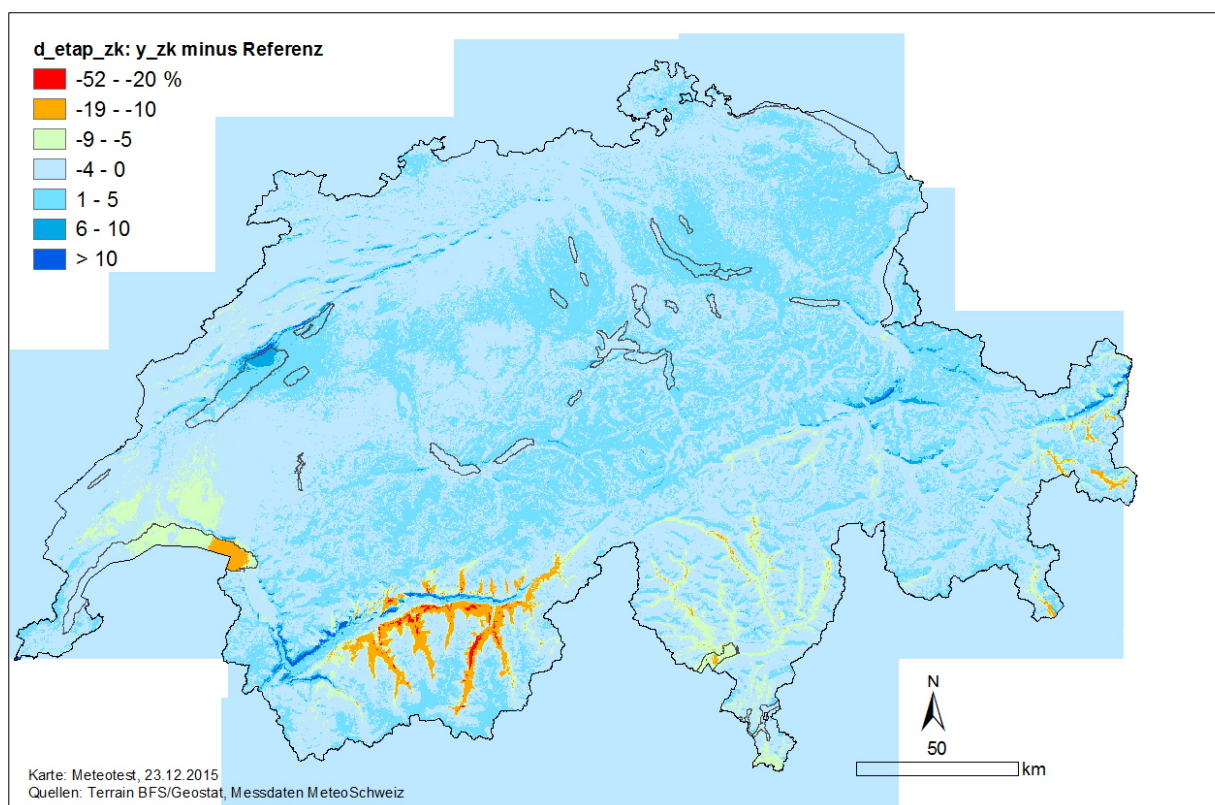 d_etap_zk: y_zk minus Referenz
-52 - -20 %
-19 - -10
-9 - -5
-4 - 0
1 - 5
6 - 10
> 10
N
50
km
Karte: Meteotest, 23.12.2015
Quellen: Terrain BFS/Geostat, Messdaten MeteoSchweiz